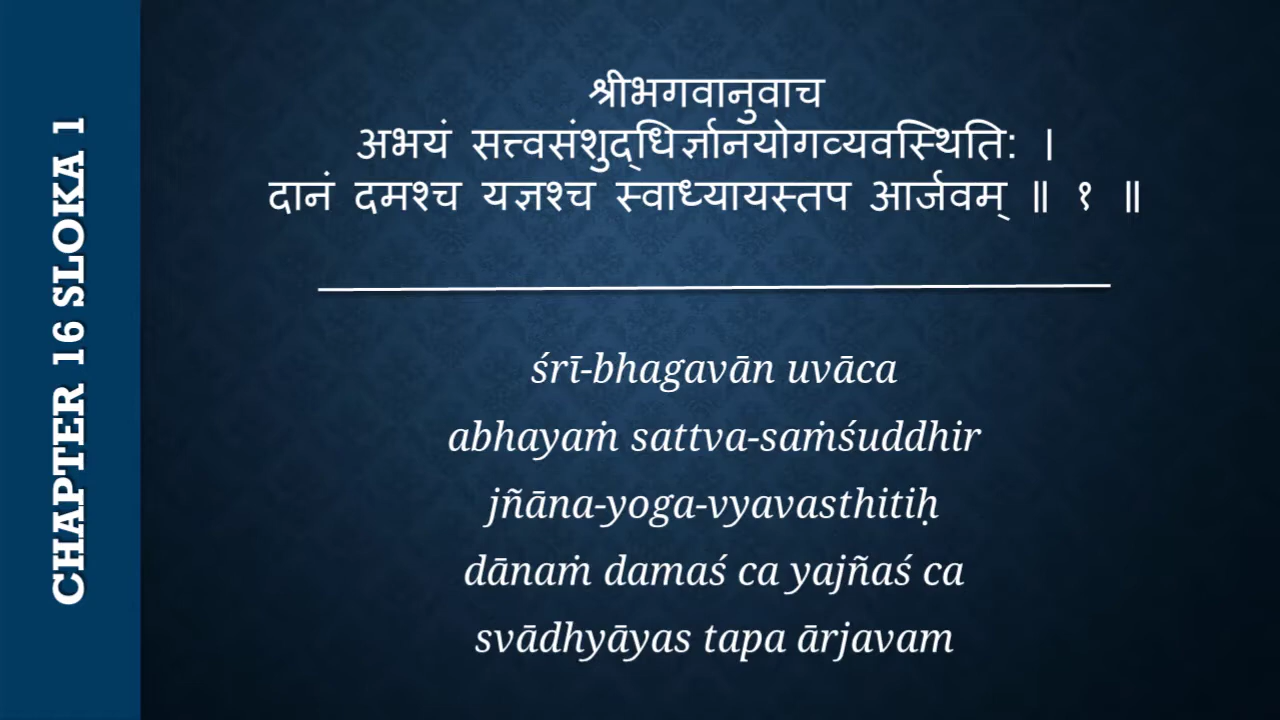 CHAPTER 16 SLOKA 1
श्रीभगवानुवाच
अभयं सत्त्वसंशुद्धिर्ज्ञानयोगव्यवस्थितिः ।
दानं दमश्च यज्ञश्च स्वाध्यायस्तप आर्जवम् ॥ १ ॥
śrī-bhagavān uvāca
abhayaṁ sattva-saṁśuddhir
jñāna-yoga-vyavasthitiḥ
dānaṁ damaś ca yajñaś ca
svādhyāyas tapa ārjavam